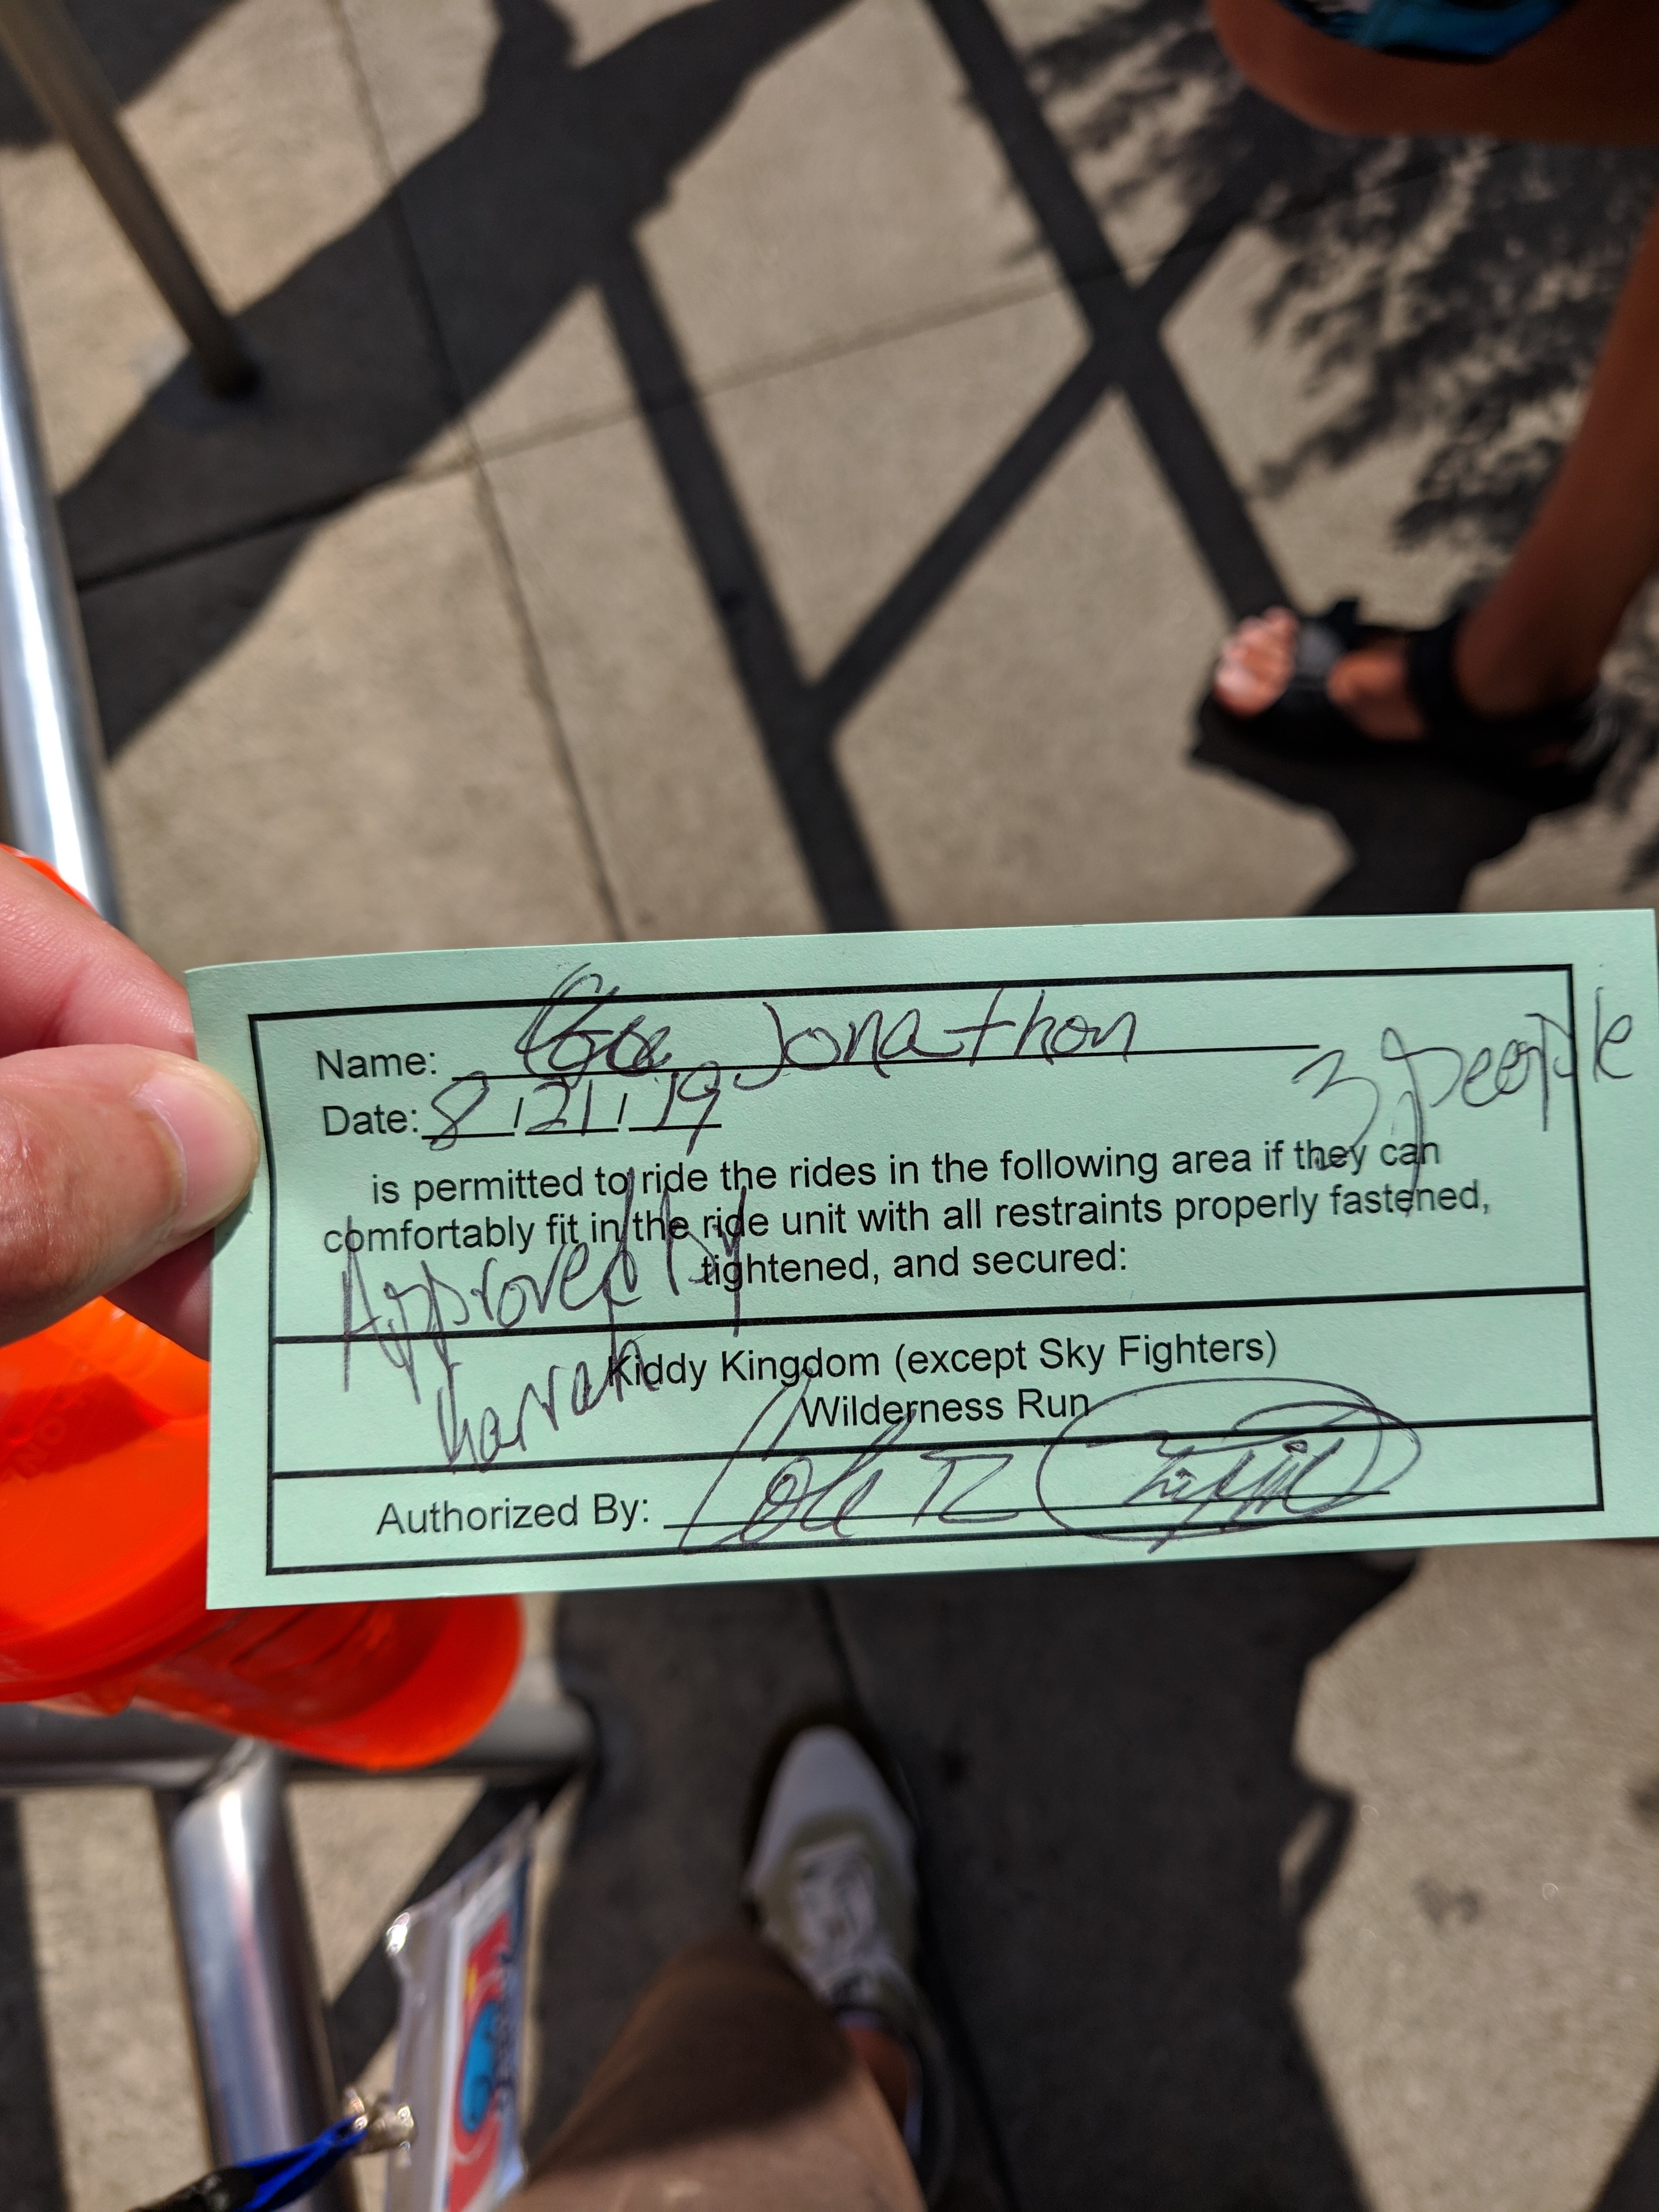 Name: Jonathon
Date: 8/21/19
3 people
is permitted to ride the rides in the following area if they can
comfortably fit in the ride unit with all restraints properly fastened,
tightened, and secured:
Approved by
Kiddy Kingdom (except Sky Fighters)
Wilderness Run
Authorized By: Cole